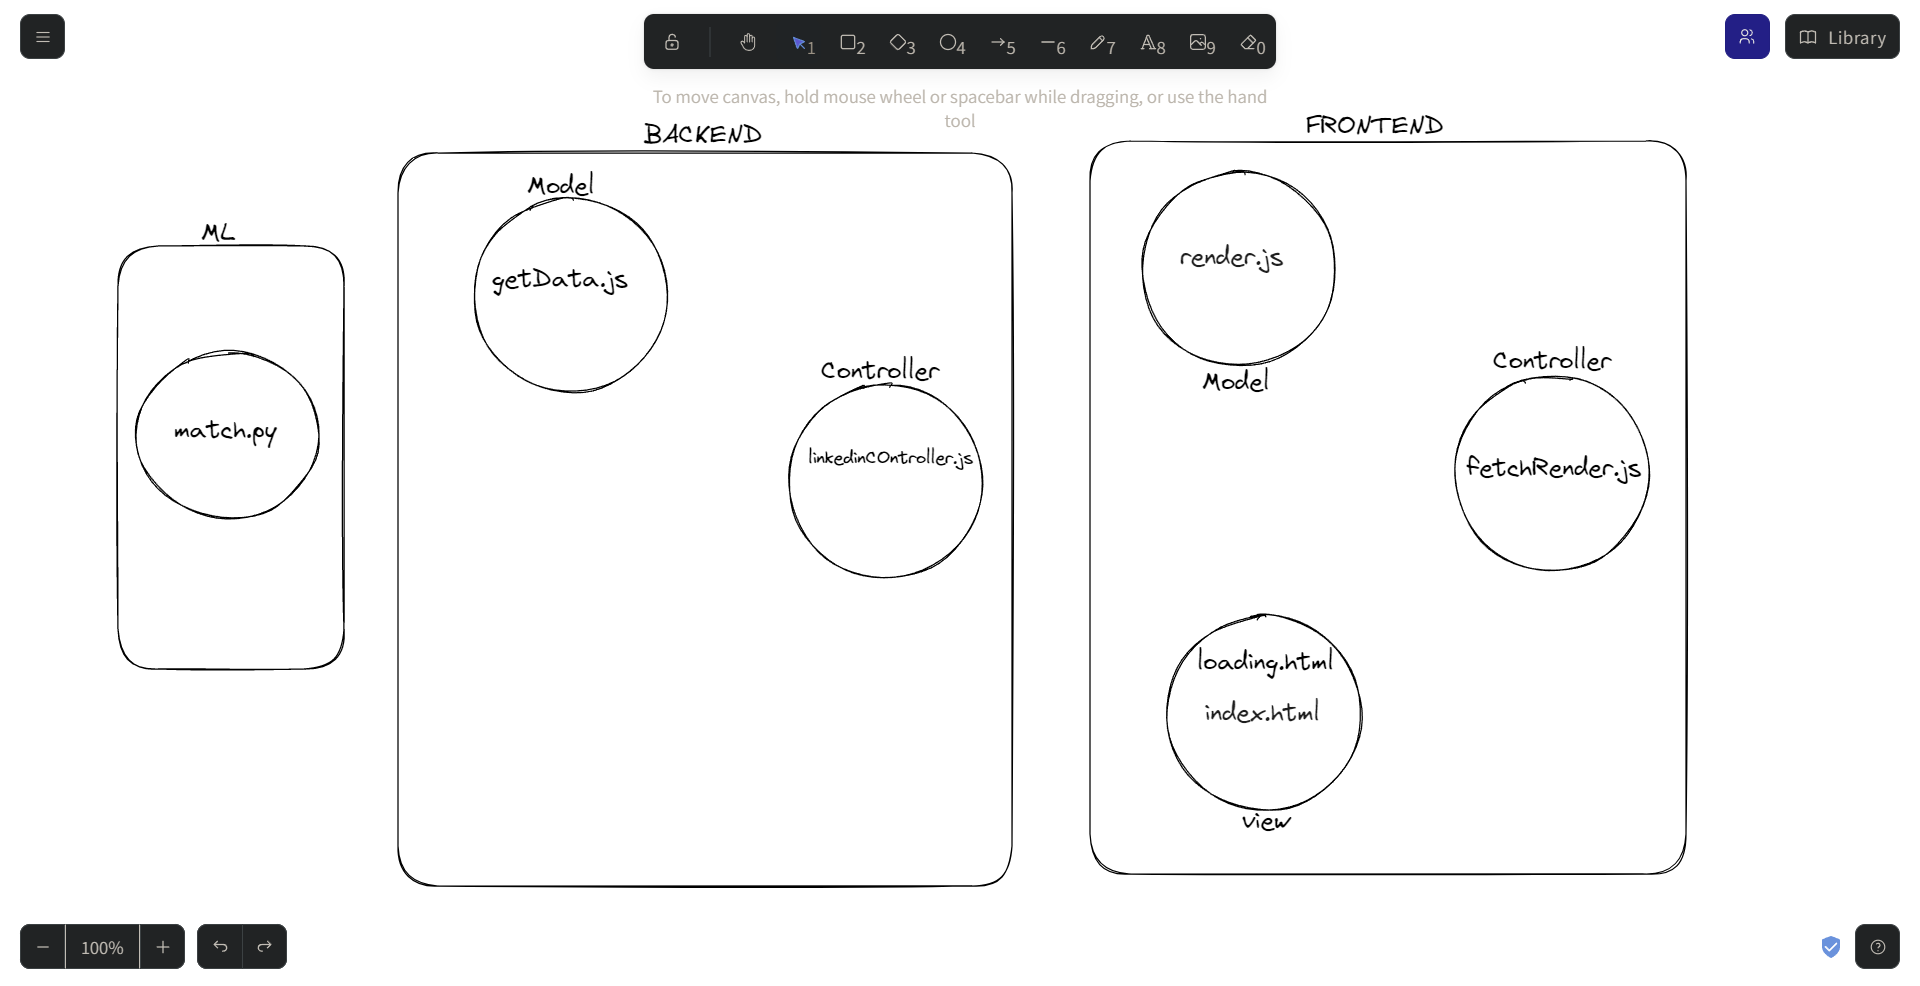 1
2
3
4
5
6
7
8
9
0
Library
To move canvas, hold mouse wheel or spacebar while dragging, or use the hand
tool
BACKEND
FRONTEND
Model
ML
getData.js
render.js
Controller
Controller
Model
match.py
linkedinCOntroller.js
fetchRender.js
loading.html
index.html
view
100%